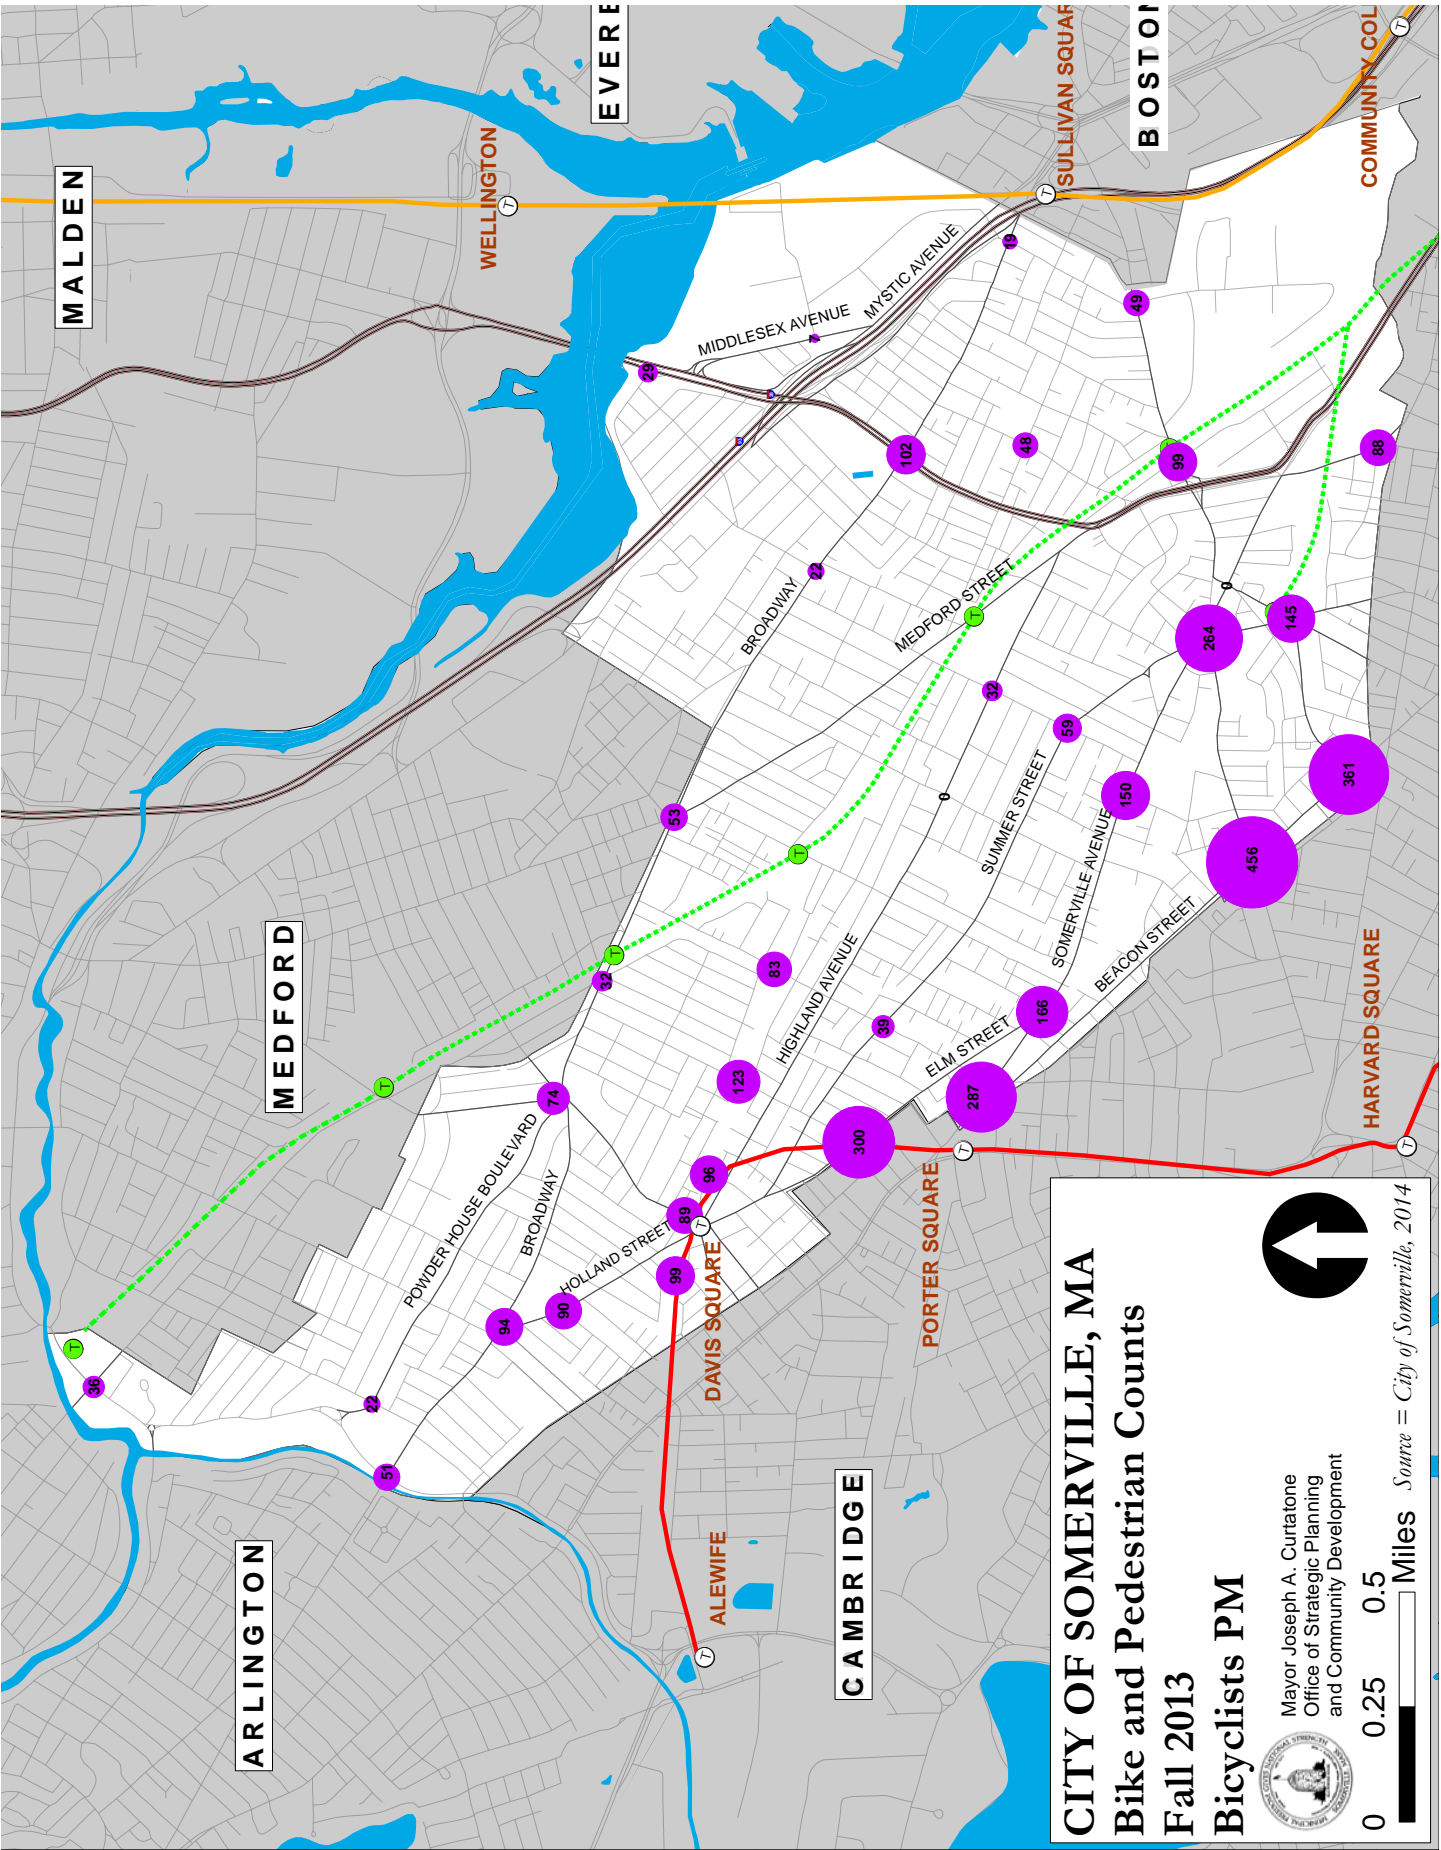 ARLINGTON
MEDFORD
MALDEN
EVERE
BOSTON
CAMBRIDGE
WELLINGTON
SULLIVAN SQUAR
COMMUNITY COL
ALEWIFE
DAVIS SQUARE
PORTER SQUARE
HARVARD SQUARE
POWDER HOUSE BOULEVARD
BROADWAY
HOLLAND STREET
BROADWAY
MEDFORD STREET
MIDDLESEX AVENUE
MYSTIC AVENUE
HIGHLAND AVENUE
SUMMER STREET
SOMERVILLE AVENUE
ELM STREET
BEACON STREET
T
T
T
T
T
T
T
T
T
T
T
T
T
36
22
51
94
90
74
32
53
99
89
96
123
83
29
22
7
102
19
300
39
287
166
32
0
48
59
150
49
99
264
0
145
456
361
88
CITY OF SOMERVILLE, MA
Bike and Pedestrian Counts
Fall 2013
Bicyclists PM
Mayor Joseph A. Curtatone
Office of Strategic Planning
and Community Development
0 0.25 0.5
Miles
Source = City of Somerville, 2014